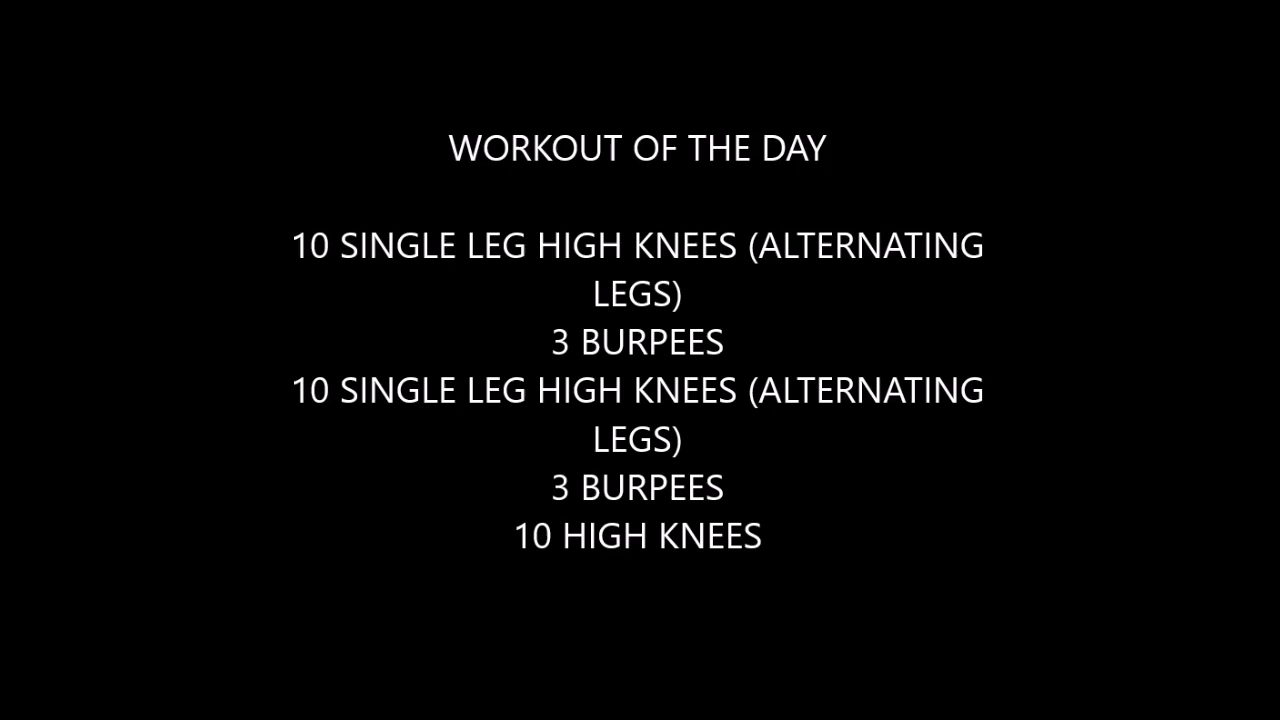 WORKOUT OF THE DAY
10 SINGLE LEG HIGH KNEES (ALTERNATING
LEGS)
3 BURPEES
10 SINGLE LEG HIGH KNEES (ALTERNATING
LEGS)
3 BURPEES
10 HIGH KNEES